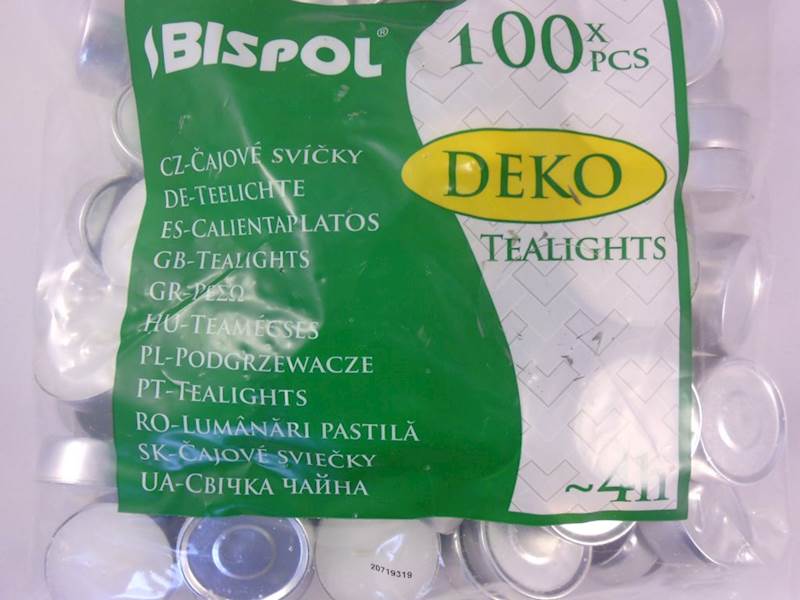 BISPOL®
100 x PCS
DEKO
TEALIGHTS
CZ-ČAJOVÉ SVÍČKY
DE-TEELICHTE
ES-CALIENTAPLATOS
GB-TEALIGHTS
GR-ΡΕΣΩ
HU-TEAMÉCSES
PL-PODGRZEWACZE
PT-TEALIGHTS
RO-LUMÂNĂRI PASTILĂ
SK-ČAJOVÉ SVIEČKY
UA-СВІЧКА ЧАЙНА
~4h
20719319